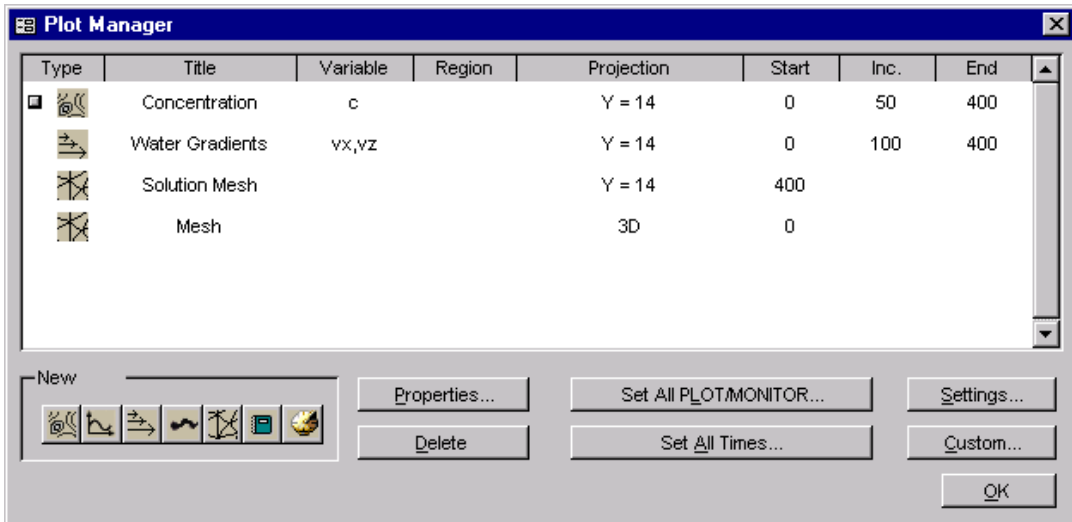 Plot Manager
Type Title Variable Region Projection Start Inc. End
Concentration c Y = 14 0 50 400
Water Gradients vx,vz Y = 14 0 100 400
Solution Mesh Y = 14 400
Mesh 3D 0
New
Properties... Set All PLOT/MONITOR... Settings...
Delete Set All Times... Custom...
OK